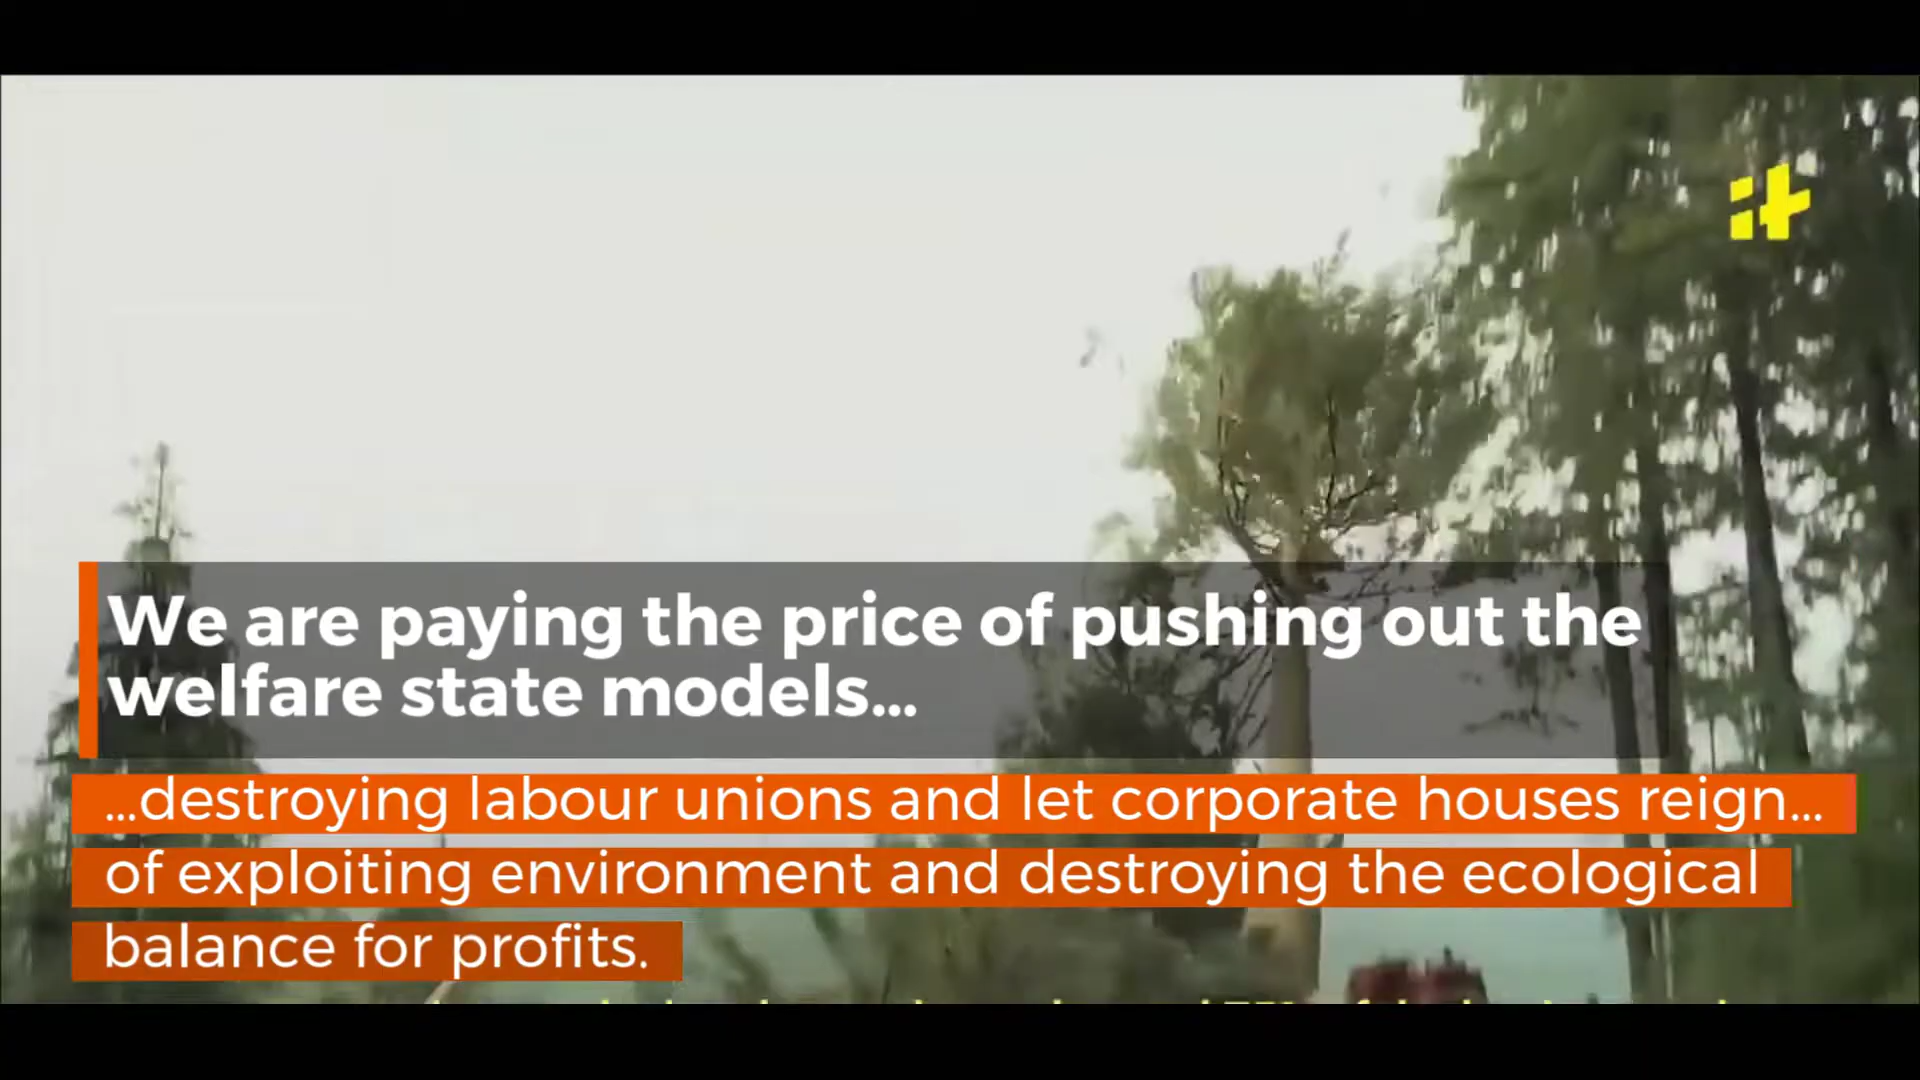 We are paying the price of pushing out the
welfare state models...
...destroying labour unions and let corporate houses reign...
of exploiting environment and destroying the ecological
balance for profits.